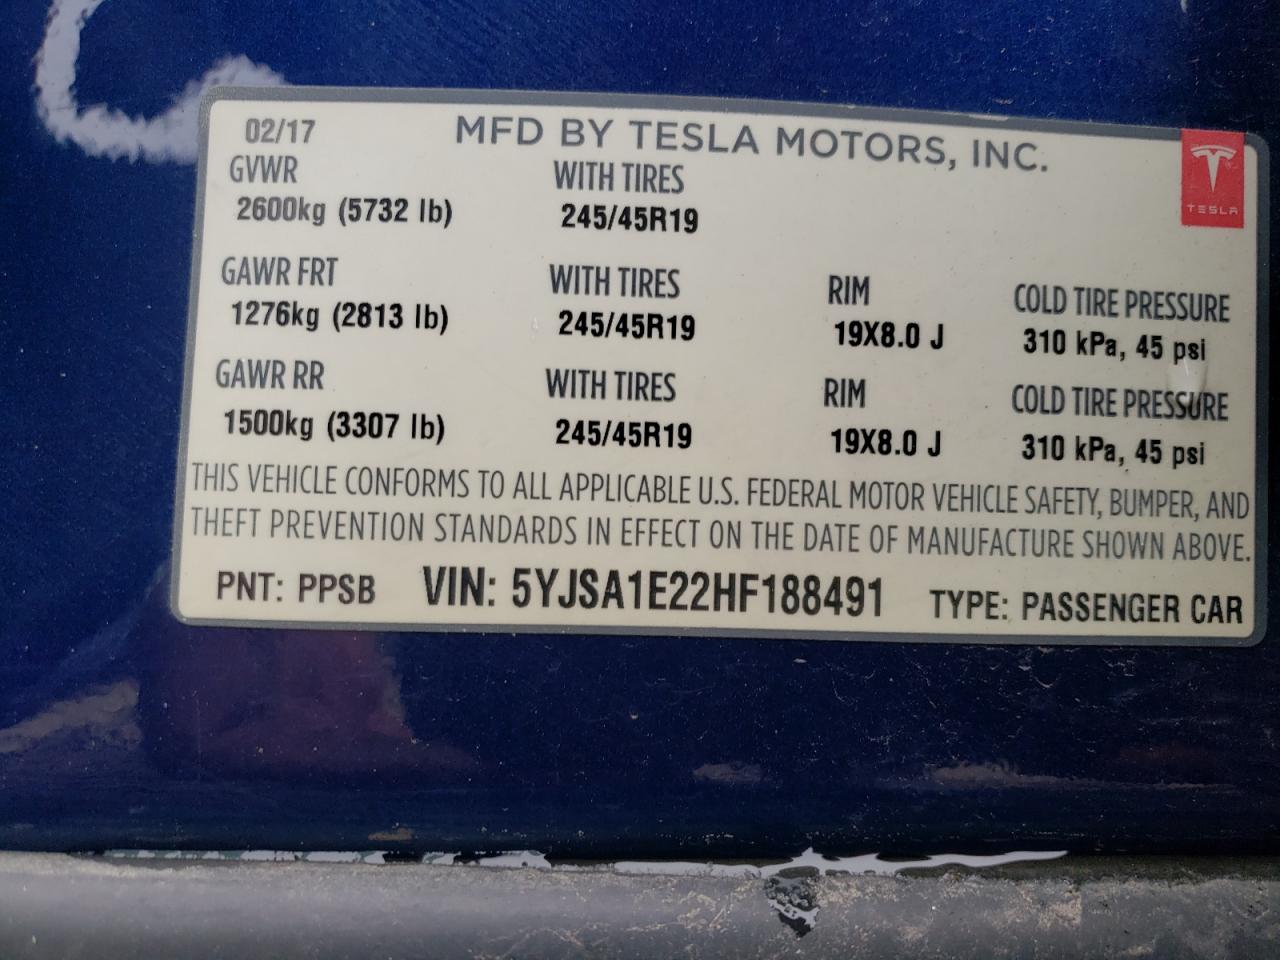 02/17 MFD BY TESLA MOTORS, INC.
TESLA
GVWR WITH TIRES
2600kg (5732 lb) 245/45R19
GAWR FRT WITH TIRES RIM COLD TIRE PRESSURE
1276kg (2813 lb) 245/45R19 19X8.0 J 310 kPa, 45 psi
GAWR RR WITH TIRES RIM COLD TIRE PRESSURE
1500kg (3307 lb) 245/45R19 19X8.0 J 310 kPa, 45 psi
THIS VEHICLE CONFORMS TO ALL APPLICABLE U.S. FEDERAL MOTOR VEHICLE SAFETY, BUMPER, AND
THEFT PREVENTION STANDARDS IN EFFECT ON THE DATE OF MANUFACTURE SHOWN ABOVE.
PNT: PPSB VIN: 5YJSA1E22HF188491 TYPE: PASSENGER CAR